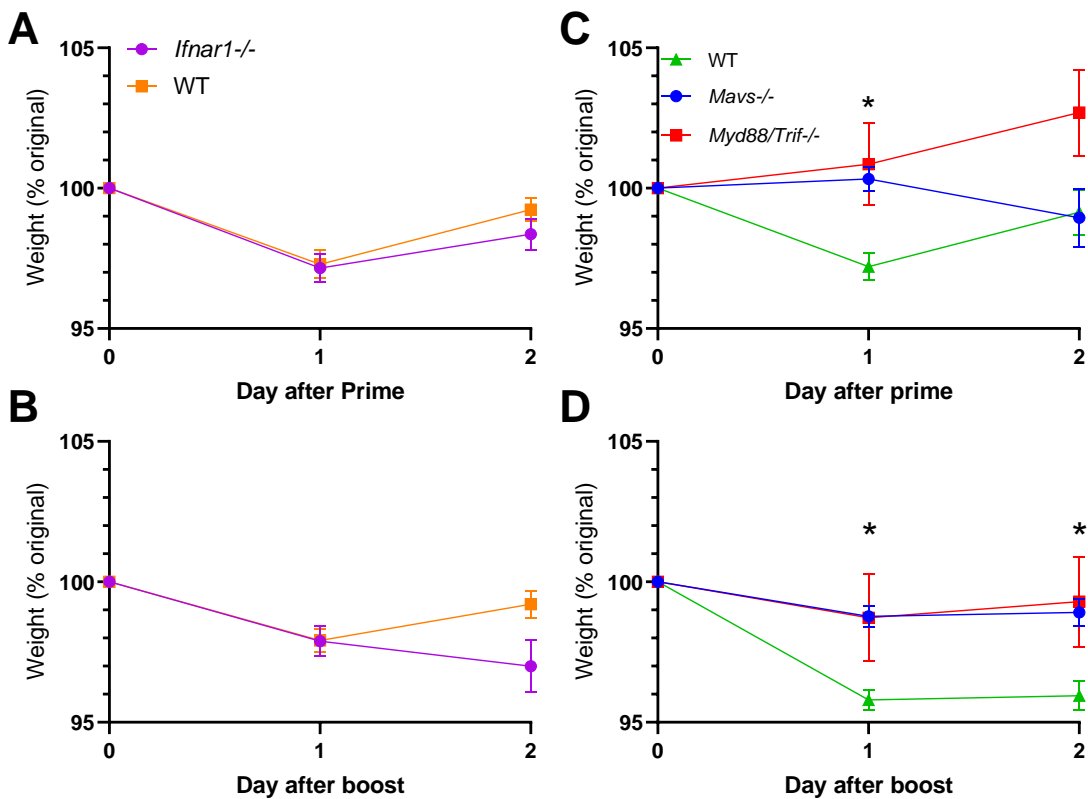 A
Ifnar1-/-
WT
105
100
95
Weight (% original)
0 1 2
Day after Prime
C
WT
Mavs-/-
Myd88/Trif-/-
*
105
100
95
Weight (% original)
0 1 2
Day after prime
B
105
100
95
Weight (% original)
0 1 2
Day after boost
D
* *
105
100
95
Weight (% original)
0 1 2
Day after boost